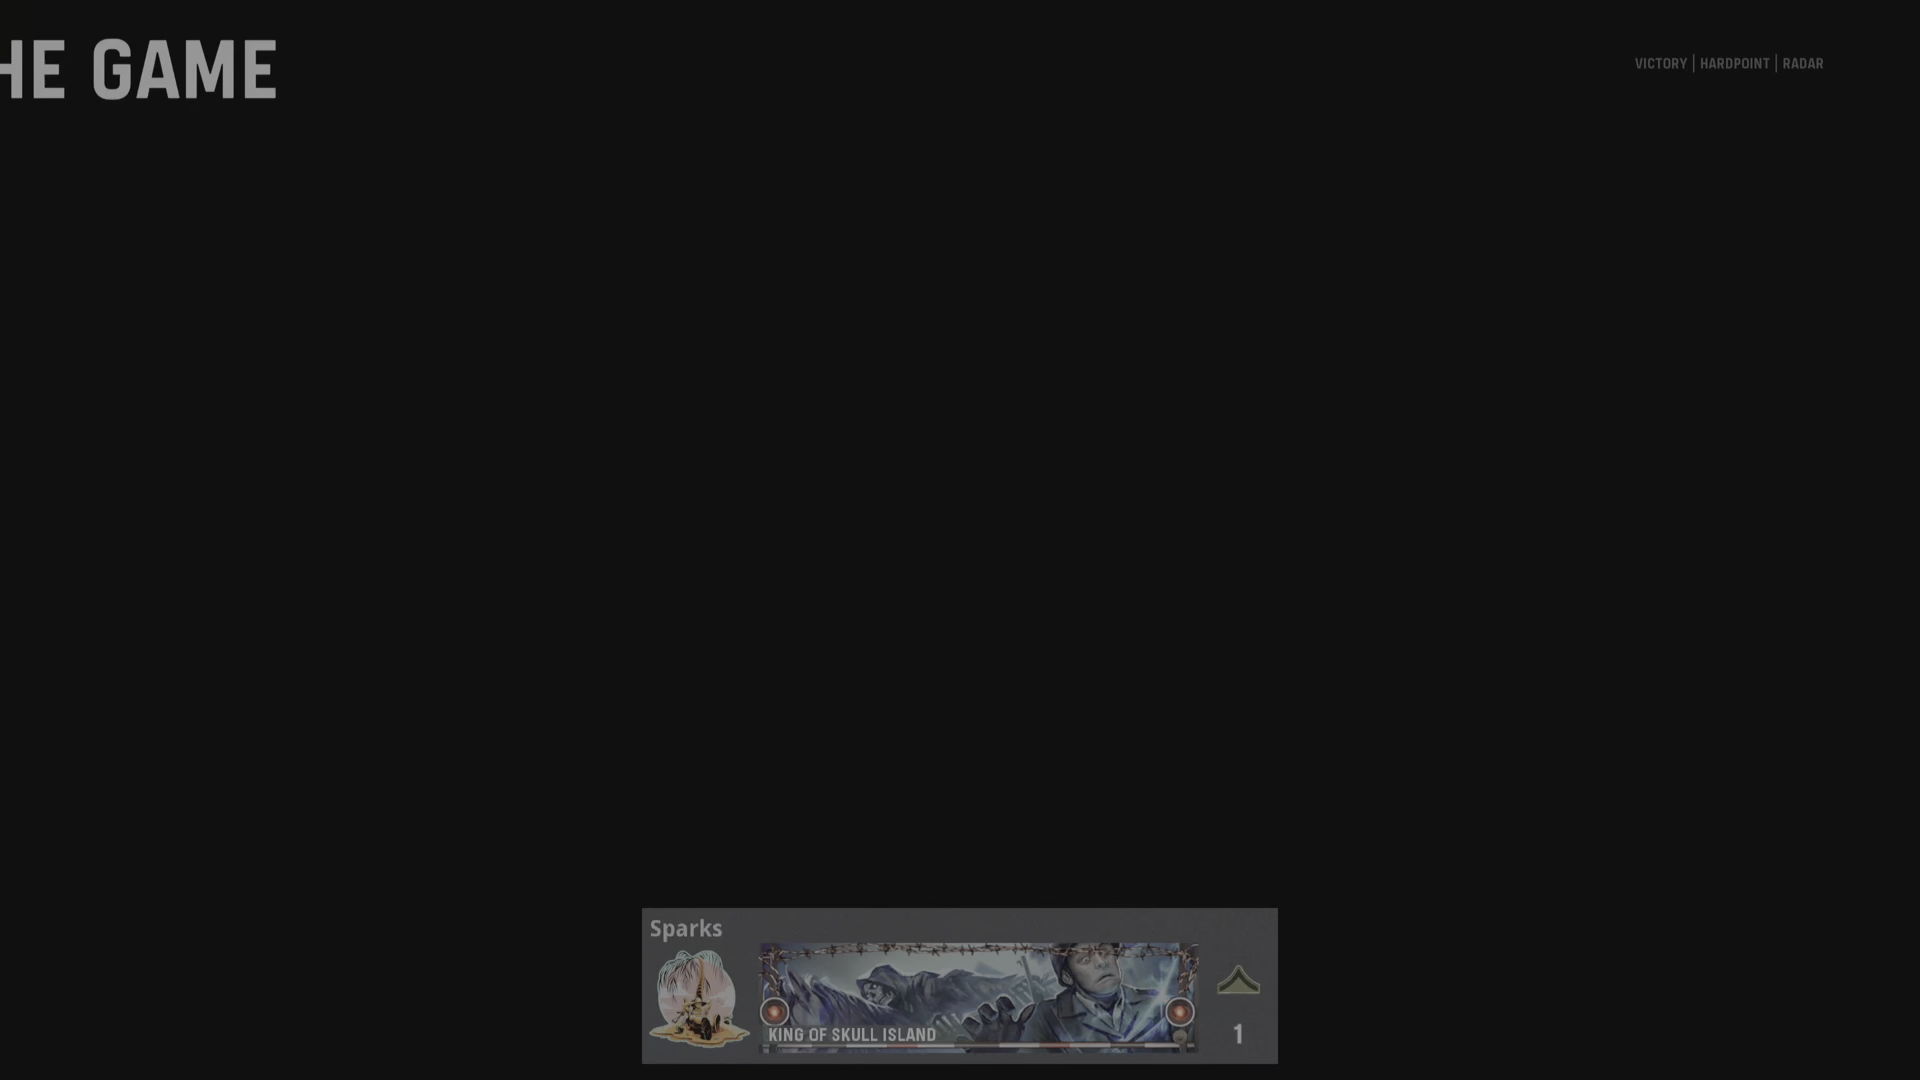 HE GAME
VICTORY | HARDPOINT | RADAR
Sparks
KING OF SKULL ISLAND
1